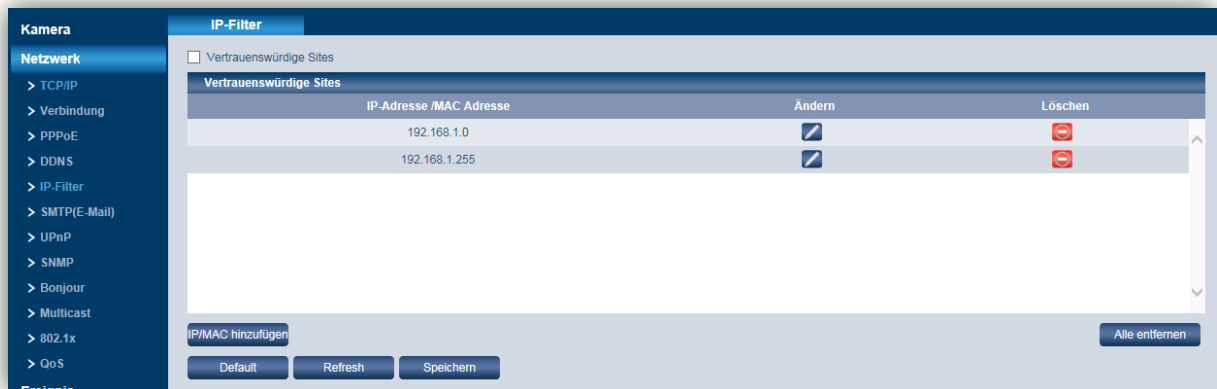 Kamera
Netzwerk
TCP/IP
Verbindung
PPPoE
DDNS
IP-Filter
SMTP(E-Mail)
UPnP
SNMP
Bonjour
Multicast
802.1x
QoS
Ereignis
IP-Filter
Vertrauenswürdige Sites
Vertrauenswürdige Sites
IP-Adresse /MAC Adresse Ändern Löschen
192.168.1.0
192.168.1.255
IP/MAC hinzufügen Alle entfernen
Default Refresh Speichern